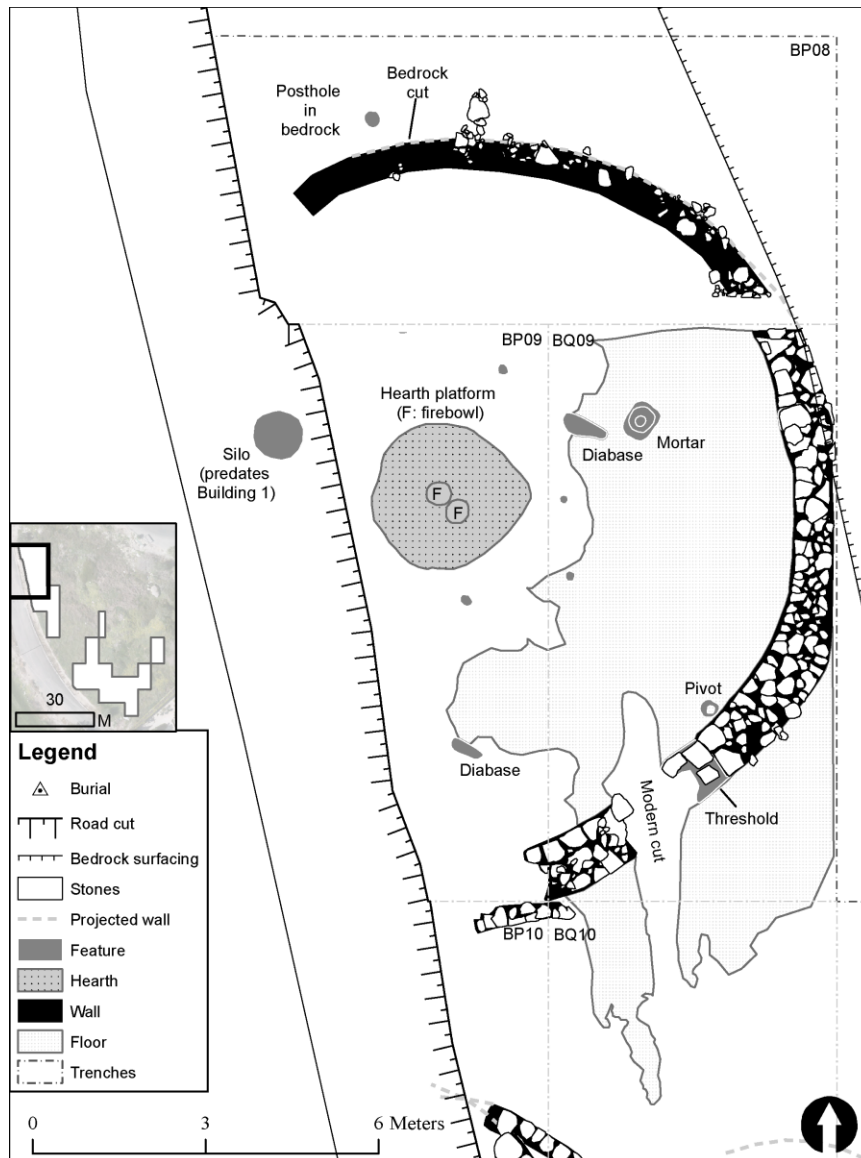 BP08
Bedrock
cut
Posthole
in
bedrock
BP09 BQ09
Hearth platform
(F: firebowl)
F
F
Silo
(predates
Building 1)
Diabase
Mortar
30
M
Pivot
Diabase
Modern cut
Threshold
BP10 BQ10
Legend
Burial
Road cut
Bedrock surfacing
Stones
Projected wall
Feature
Hearth
Wall
Floor
Trenches
0 3 6 Meters